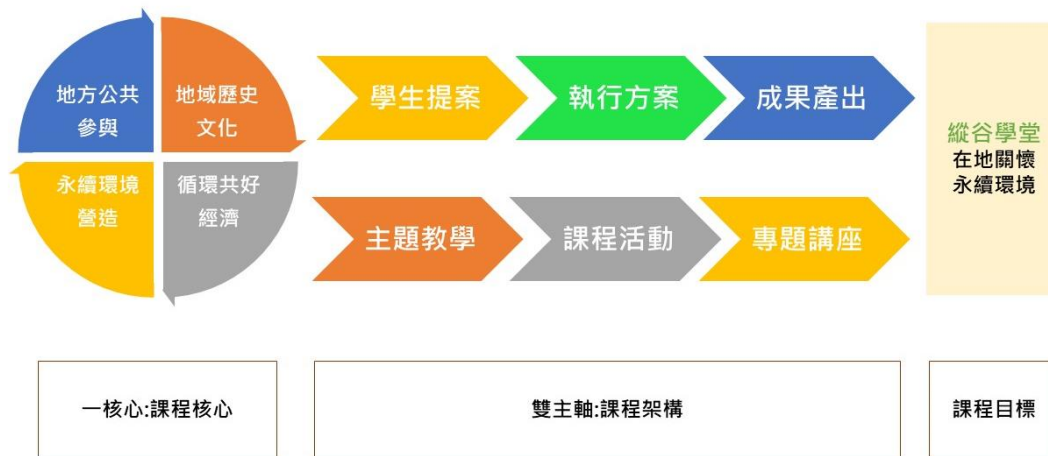 地方公共
參與
地域歷史
文化
永續環境
營造
循環共好
經濟
學生提案
執行方案
成果產出
主題教學
課程活動
專題講座
縱谷學堂
在地關懷
永續環境
一核心:課程核心
雙主軸:課程架構
課程目標